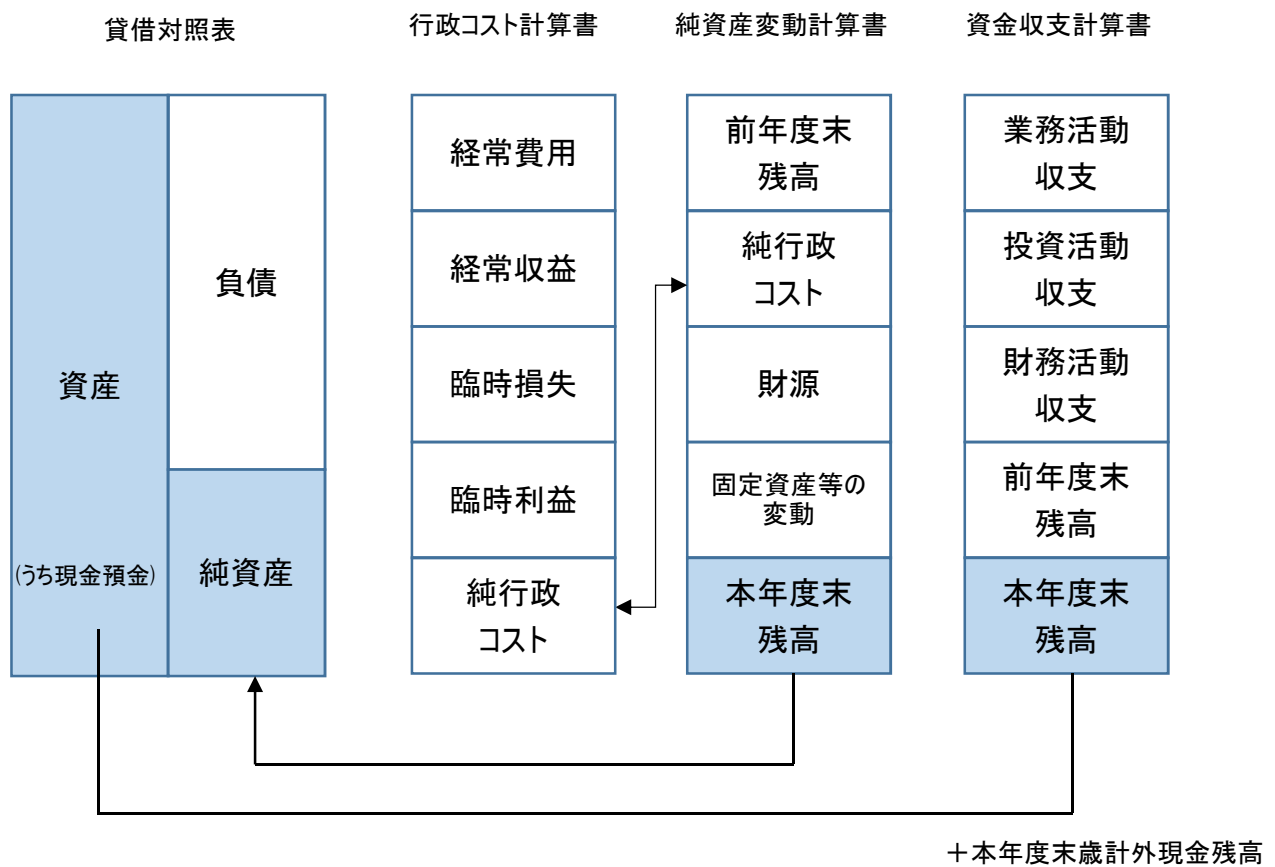 貸借対照表
行政コスト計算書
純資産変動計算書
資金収支計算書
資産
(うち現金預金)
負債
純資産
経常費用
経常収益
臨時損失
臨時利益
純行政
コスト
前年度末
残高
純行政
コスト
財源
固定資産等の
変動
本年度末
残高
業務活動
収支
投資活動
収支
財務活動
収支
前年度末
残高
本年度末
残高
＋本年度末歳計外現金残高